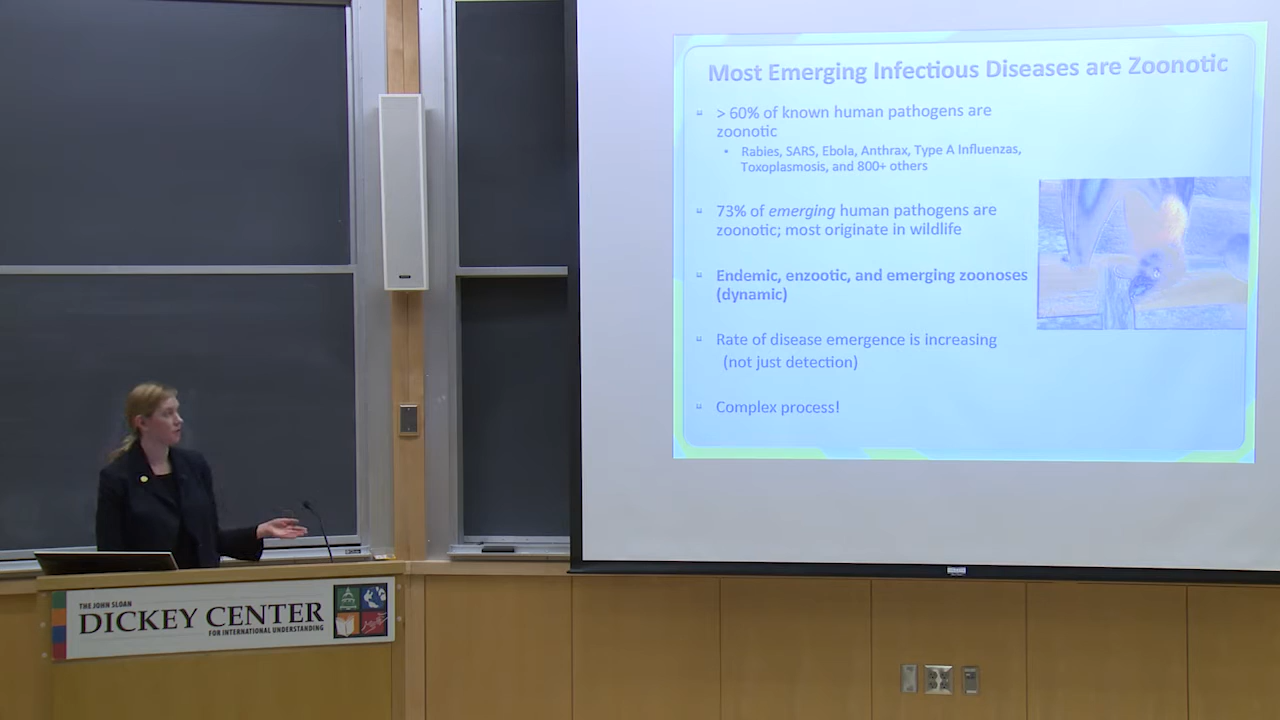 Most Emerging Infectious Diseases are Zoonotic
> 60% of known human pathogens are
zoonotic
Rabies, SARS, Ebola, Anthrax, Type A Influenzas,
Toxoplasmosis, and 800+ others
73% of emerging human pathogens are
zoonotic; most originate in wildlife
Endemic, enzootic, and emerging zoonoses
(dynamic)
Rate of disease emergence is increasing
(not just detection)
Complex process!
THE JOHN SLOAN
DICKEY CENTER
FOR INTERNATIONAL UNDERSTANDING